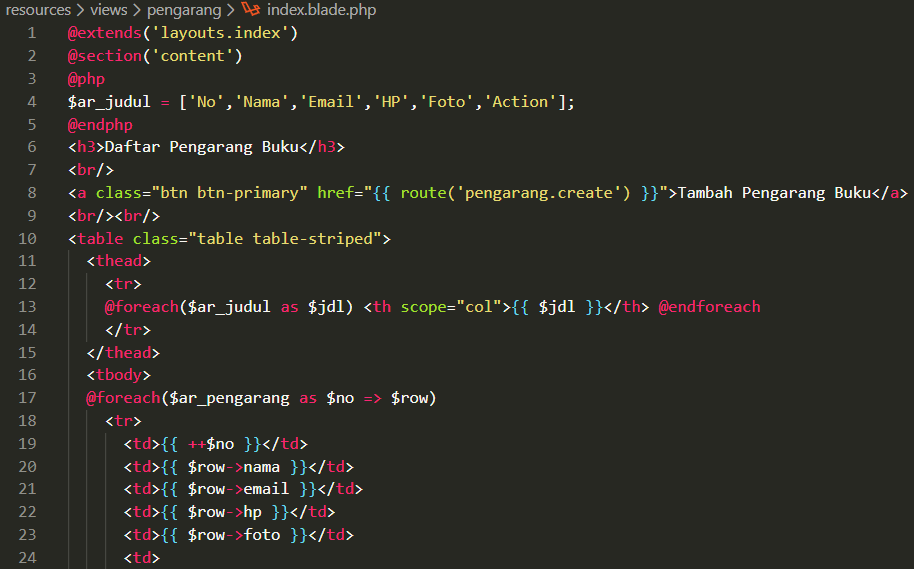 resources > views > pengarang > index.blade.php
1 @extends('layouts.index')
2 @section('content')
3 @php
4 $ar_judul = ['No','Nama','Email','HP','Foto','Action'];
5 @endphp
6 <h3>Daftar Pengarang Buku</h3>
7 <br/>
8 <a class="btn btn-primary" href="{{ route('pengarang.create') }}">Tambah Pengarang Buku</a>
9 <br/><br/>
10 <table class="table table-striped">
11 <thead>
12 <tr>
13 @foreach($ar_judul as $jdl) <th scope="col">{{ $jdl }}</th> @endforeach
14 </tr>
15 </thead>
16 <tbody>
17 @foreach($ar_pengarang as $no => $row)
18 <tr>
19 <td>{{ ++$no }}</td>
20 <td>{{ $row->nama }}</td>
21 <td>{{ $row->email }}</td>
22 <td>{{ $row->hp }}</td>
23 <td>{{ $row->foto }}</td>
24 <td>